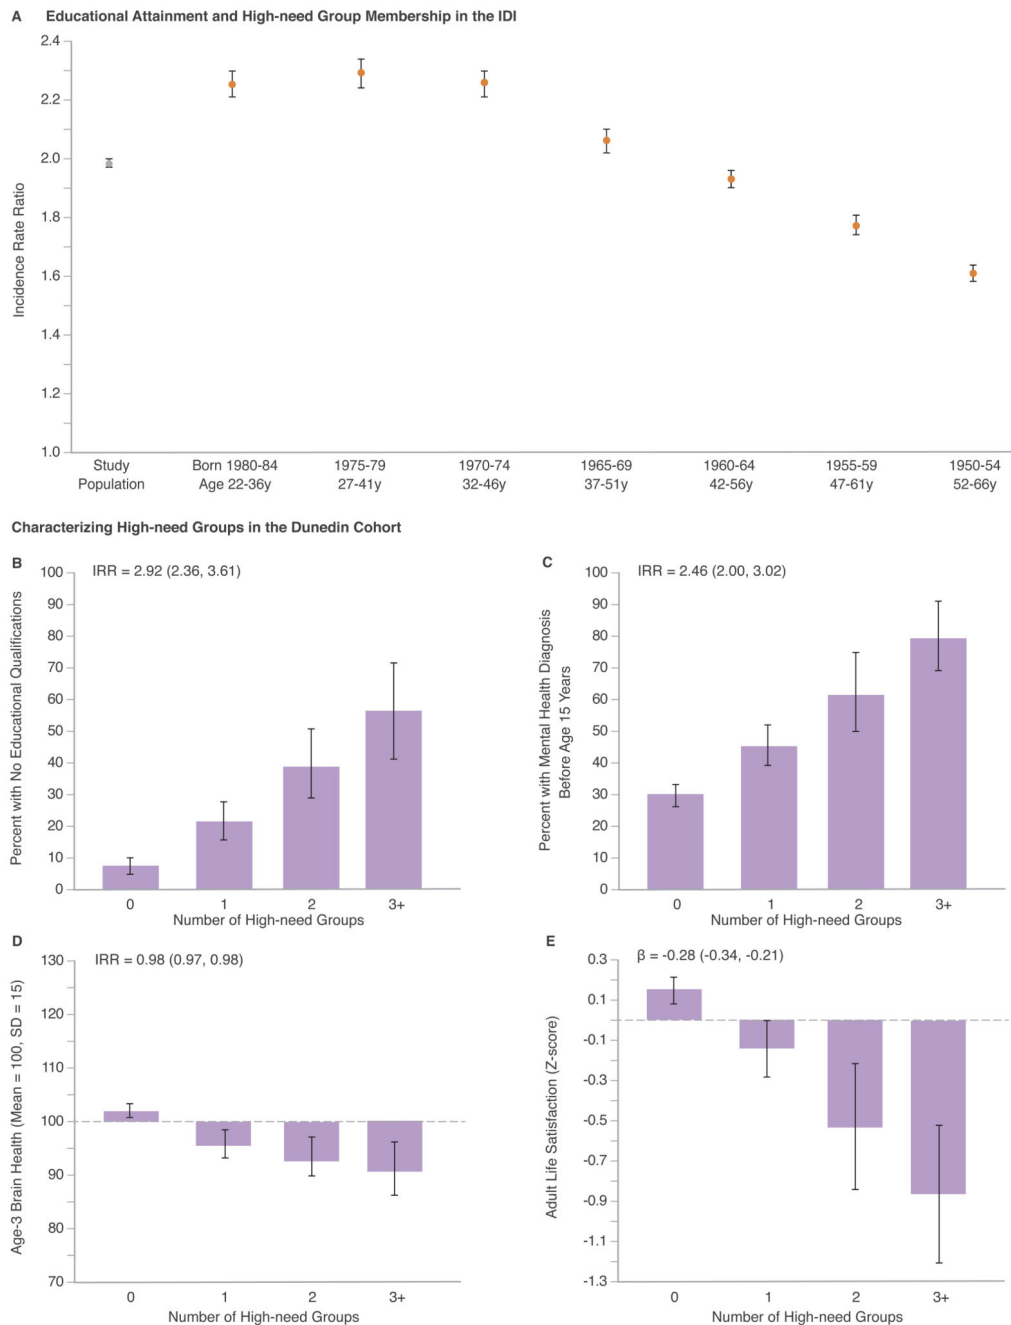 A Educational Attainment and High-need Group Membership in the IDI
Incidence Rate Ratio
2.4
2.2
2.0
1.8
1.6
1.4
1.2
1.0
Study Population
Born 1980-84 Age 22-36y
1975-79 27-41y
1970-74 32-46y
1965-69 37-51y
1960-64 42-56y
1955-59 47-61y
1950-54 52-66y
Characterizing High-need Groups in the Dunedin Cohort
B
IRR = 2.92 (2.36, 3.61)
Percent with No Educational Qualifications
100
90
80
70
60
50
40
30
20
10
0
0 1 2 3+
Number of High-need Groups
C
IRR = 2.46 (2.00, 3.02)
Percent with Mental Health Diagnosis
Before Age 15 Years
100
90
80
70
60
50
40
30
20
10
0
0 1 2 3+
Number of High-need Groups
D
IRR = 0.98 (0.97, 0.98)
Age-3 Brain Health (Mean = 100, SD = 15)
130
120
110
100
90
80
70
0 1 2 3+
Number of High-need Groups
E
β = -0.28 (-0.34, -0.21)
Adult Life Satisfaction (Z-score)
0.3
0.1
-0.1
-0.3
-0.5
-0.7
-0.9
-1.1
-1.3
0 1 2 3+
Number of High-need Groups